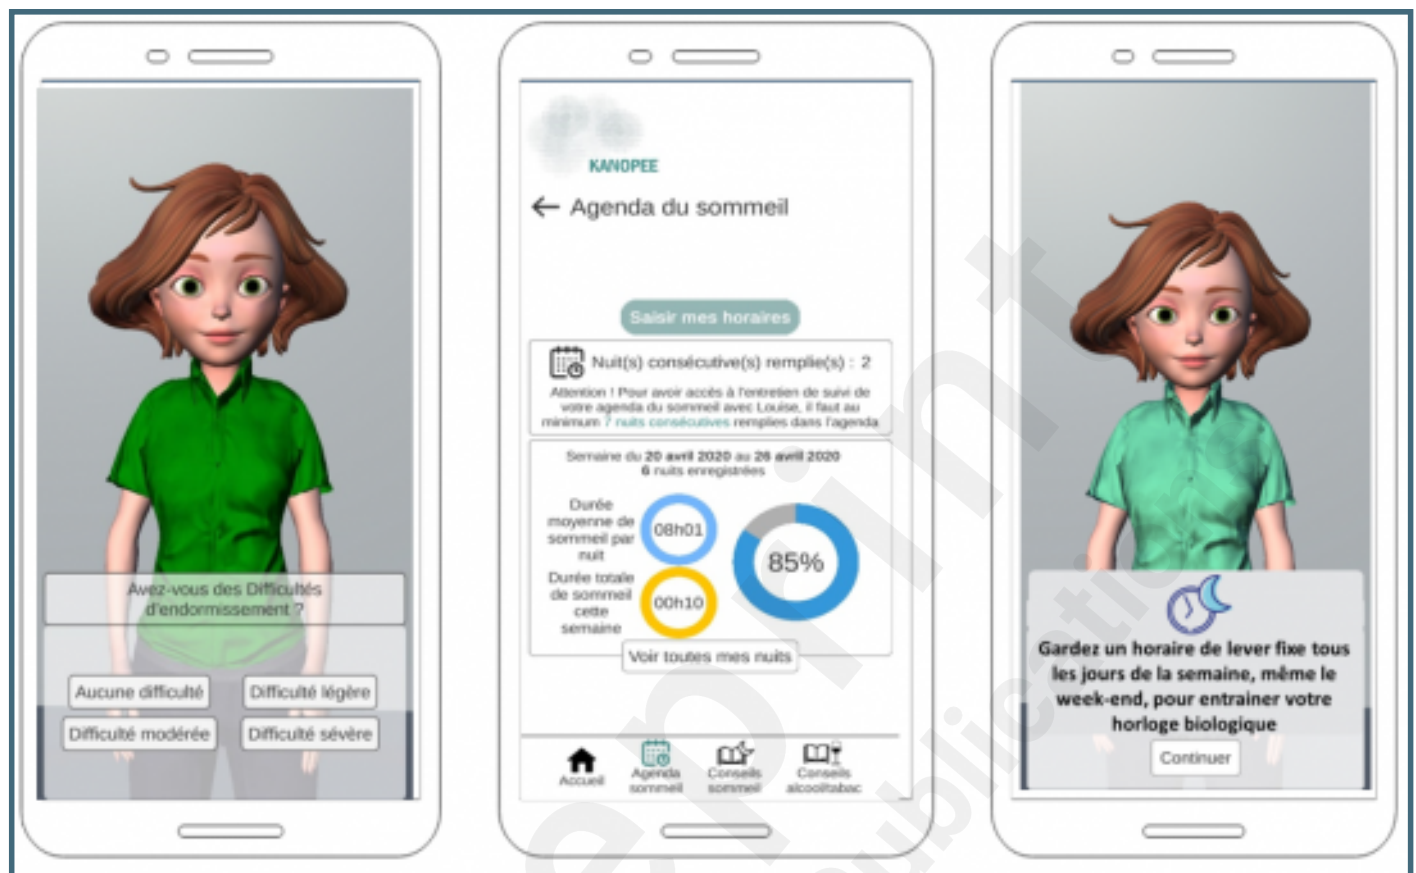 Avez-vous des Difficultés
d'endormissement ?
Aucune difficulté
Difficulté légère
Difficulté modérée
Difficulté sévère
KANOPEE
← Agenda du sommeil
Saisir mes horaires
Nuit(s) consécutive(s) remplie(s) : 2
Attention ! Pour avoir accès à l'entretien de suivi de
votre agenda du sommeil avec Louise, il faut au
minimum 7 nuits consécutives remplies dans l'agenda
Semaine du 20 avril 2020 au 26 avril 2020
6 nuits enregistrées
Durée
moyenne de
sommeil par
nuit
08h01
Durée totale
de sommeil
cette
semaine
00h10
85%
Voir toutes mes nuits
Accueil
Agenda
sommeil
Conseils
sommeil
Conseils
alcool/tabac
Gardez un horaire de lever fixe tous
les jours de la semaine, même le
week-end, pour entrainer votre
horloge biologique
Continuer